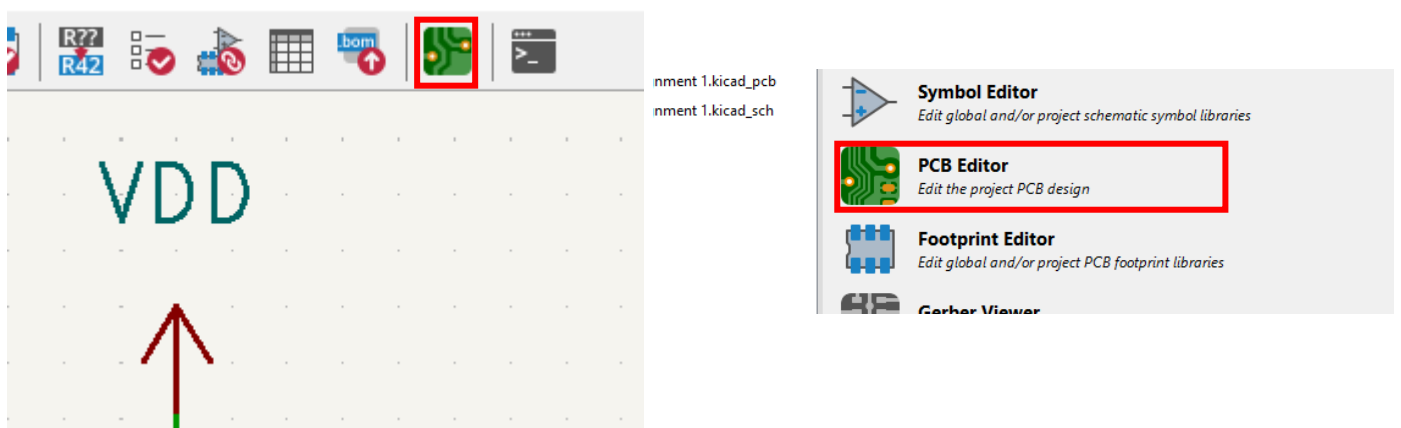 R??
R42
.bom
>_
VDD
nment 1.kicad_pcb
nment 1.kicad_sch
Symbol Editor
Edit global and/or project schematic symbol libraries
PCB Editor
Edit the project PCB design
Footprint Editor
Edit global and/or project PCB footprint libraries
Gerber Viewer